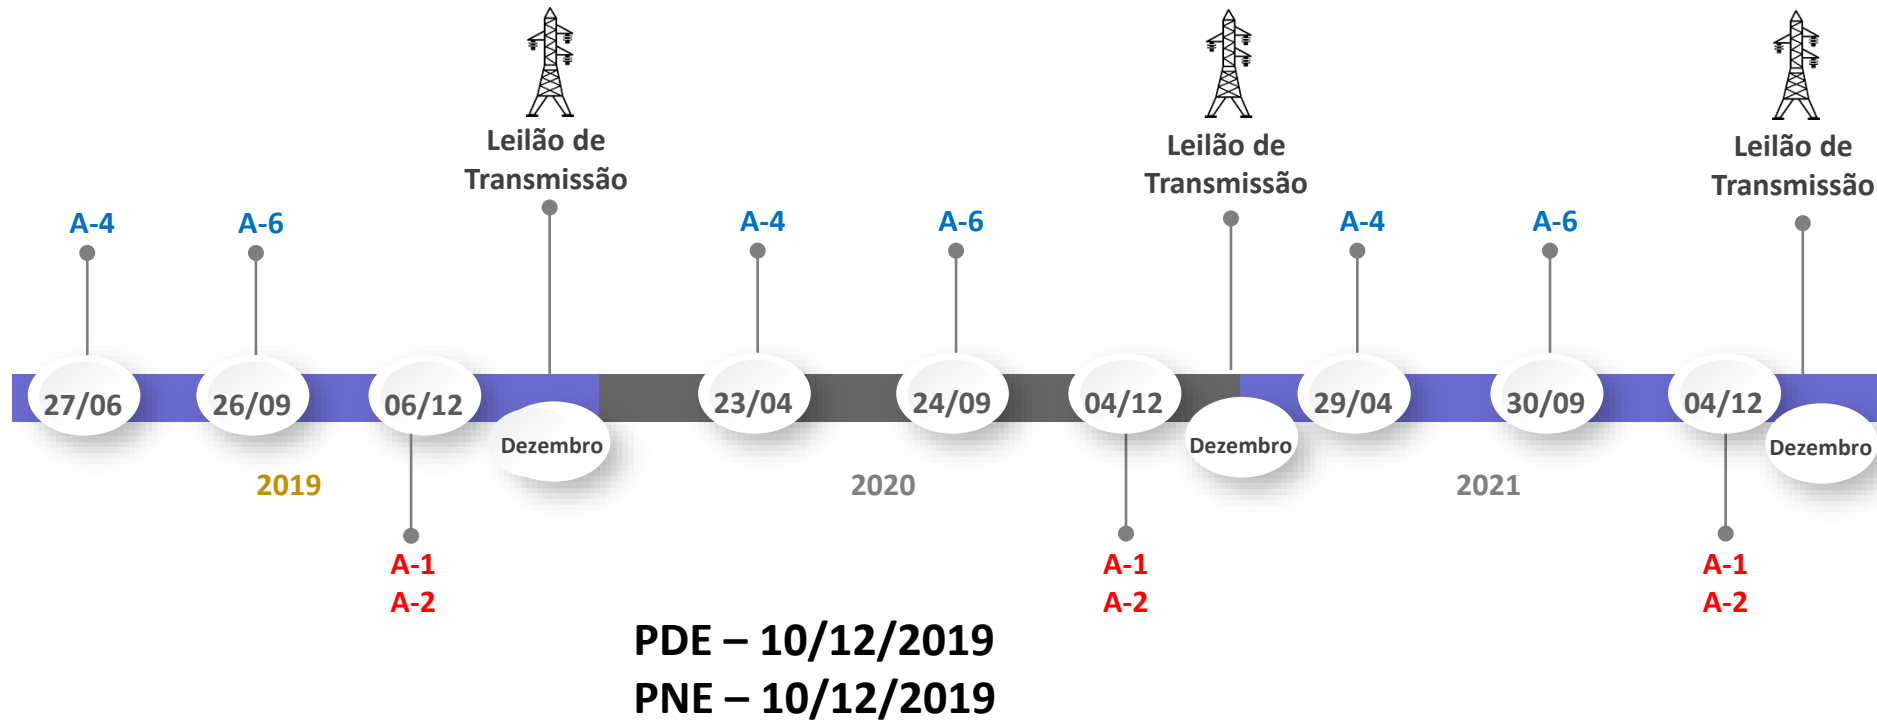 Leilão de
Transmissão
Leilão de
Transmissão
Leilão de
Transmissão
A-4
A-6
A-4
A-6
A-4
A-6
27/06
26/09
06/12
Dezembro
23/04
24/09
04/12
Dezembro
29/04
30/09
04/12
Dezembro
2019
2020
2021
A-1
A-2
A-1
A-2
A-1
A-2
PDE – 10/12/2019
PNE – 10/12/2019